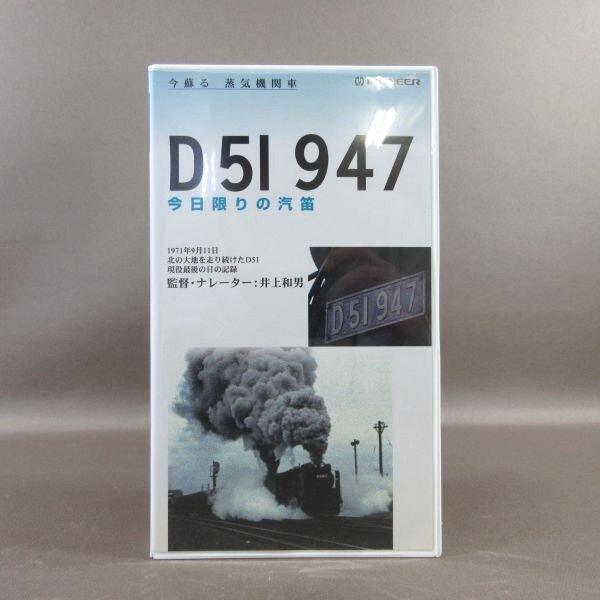 今蘇る 蒸気機関車
PIONEER
D51 947
今日限りの汽笛
1971年9月11日
北の大地を走り続けたD51
現役最後の日の記録
監督・ナレーター：井上和男
D51 947